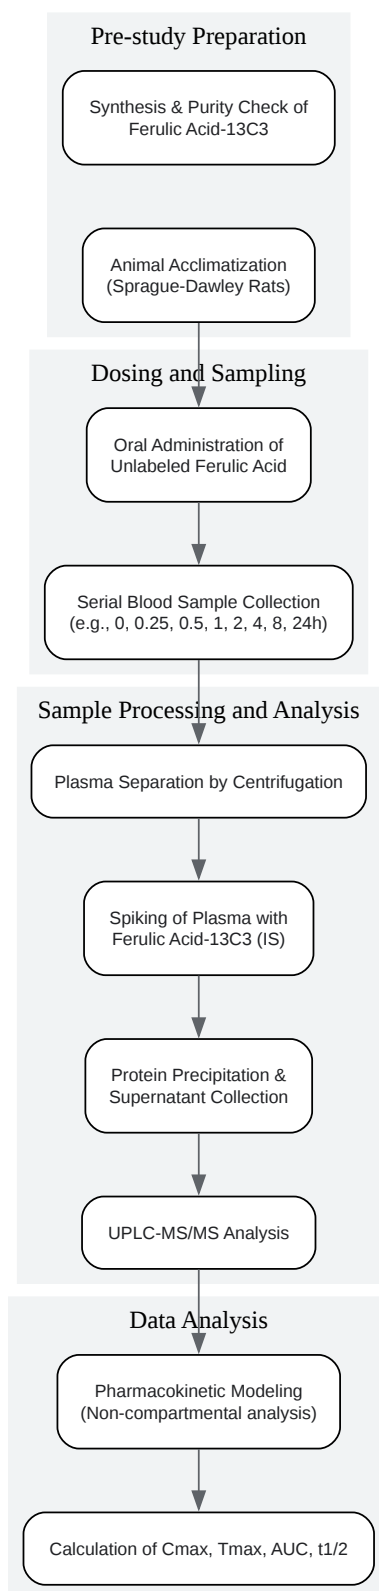 Pre-study Preparation
Synthesis & Purity Check of
Ferulic Acid-13C3
Animal Acclimatization
(Sprague-Dawley Rats)
Dosing and Sampling
Oral Administration of
Unlabeled Ferulic Acid
Serial Blood Sample Collection
(e.g., 0, 0.25, 0.5, 1, 2, 4, 8, 24h)
Sample Processing and Analysis
Plasma Separation by Centrifugation
Spiking of Plasma with
Ferulic Acid-13C3 (IS)
Protein Precipitation &
Supernatant Collection
UPLC-MS/MS Analysis
Data Analysis
Pharmacokinetic Modeling
(Non-compartmental analysis)
Calculation of Cmax, Tmax, AUC, t1/2